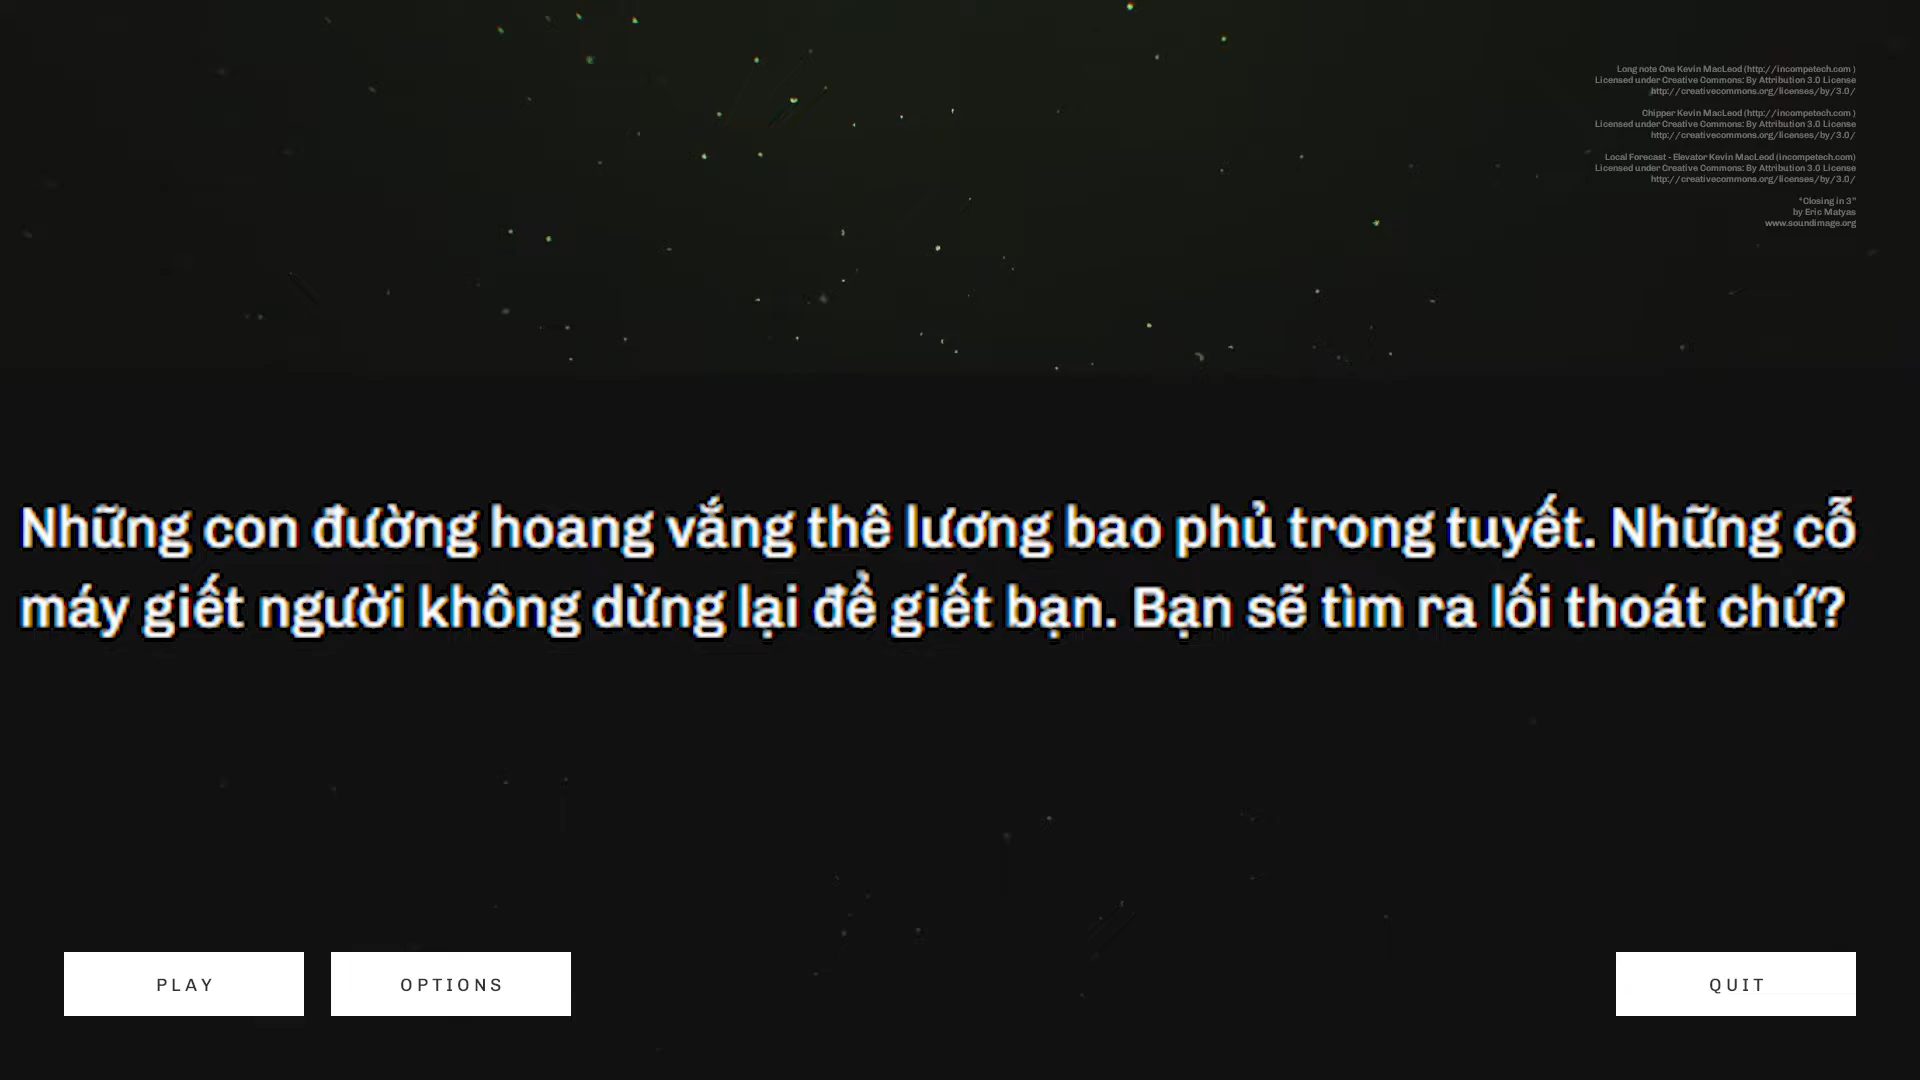 Long note One Kevin MacLeod (http://incompetech.com )
Licensed under Creative Commons: By Attribution 3.0 License
http://creativecommons.org/licenses/by/3.0/
Chipper Kevin MacLeod (http://incompetech.com )
Licensed under Creative Commons: By Attribution 3.0 License
http://creativecommons.org/licenses/by/3.0/
Local Forecast - Elevator Kevin MacLeod (incompetech.com)
Licensed under Creative Commons: By Attribution 3.0 License
http://creativecommons.org/licenses/by/3.0/
"Closing in 3"
by Eric Matyas
www.soundimage.org
Những con đường hoang vắng thê lương bao phủ trong tuyết. Những cỗ
máy giết người không dừng lại để giết bạn. Bạn sẽ tìm ra lối thoát chứ?
PLAY
OPTIONS
QUIT